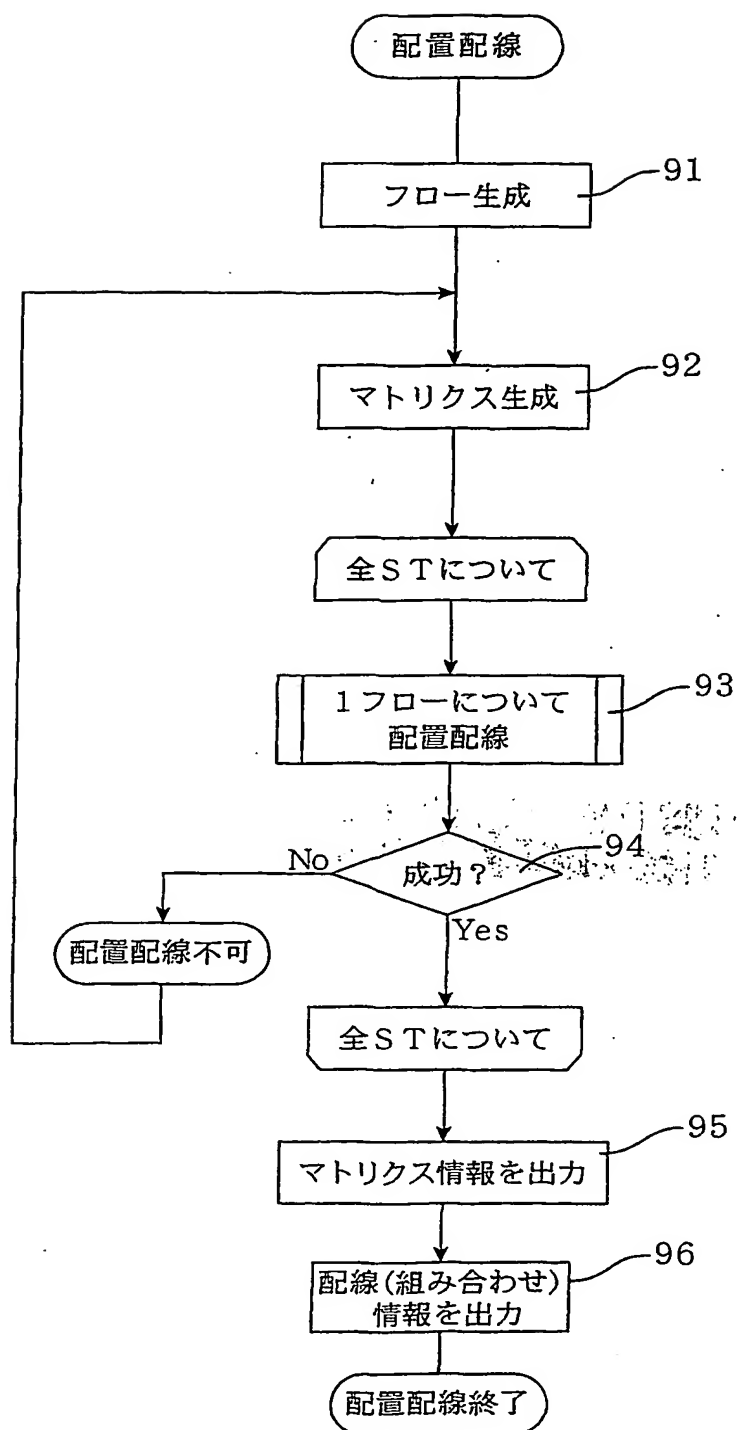 配置配線
91
フロー生成
92
マトリクス生成
全STについて
93
1フローについて
配置配線
94
成功?
No
Yes
配置配線不可
全STについて
95
マトリクス情報を出力
96
配線(組み合わせ)
情報を出力
配置配線終了